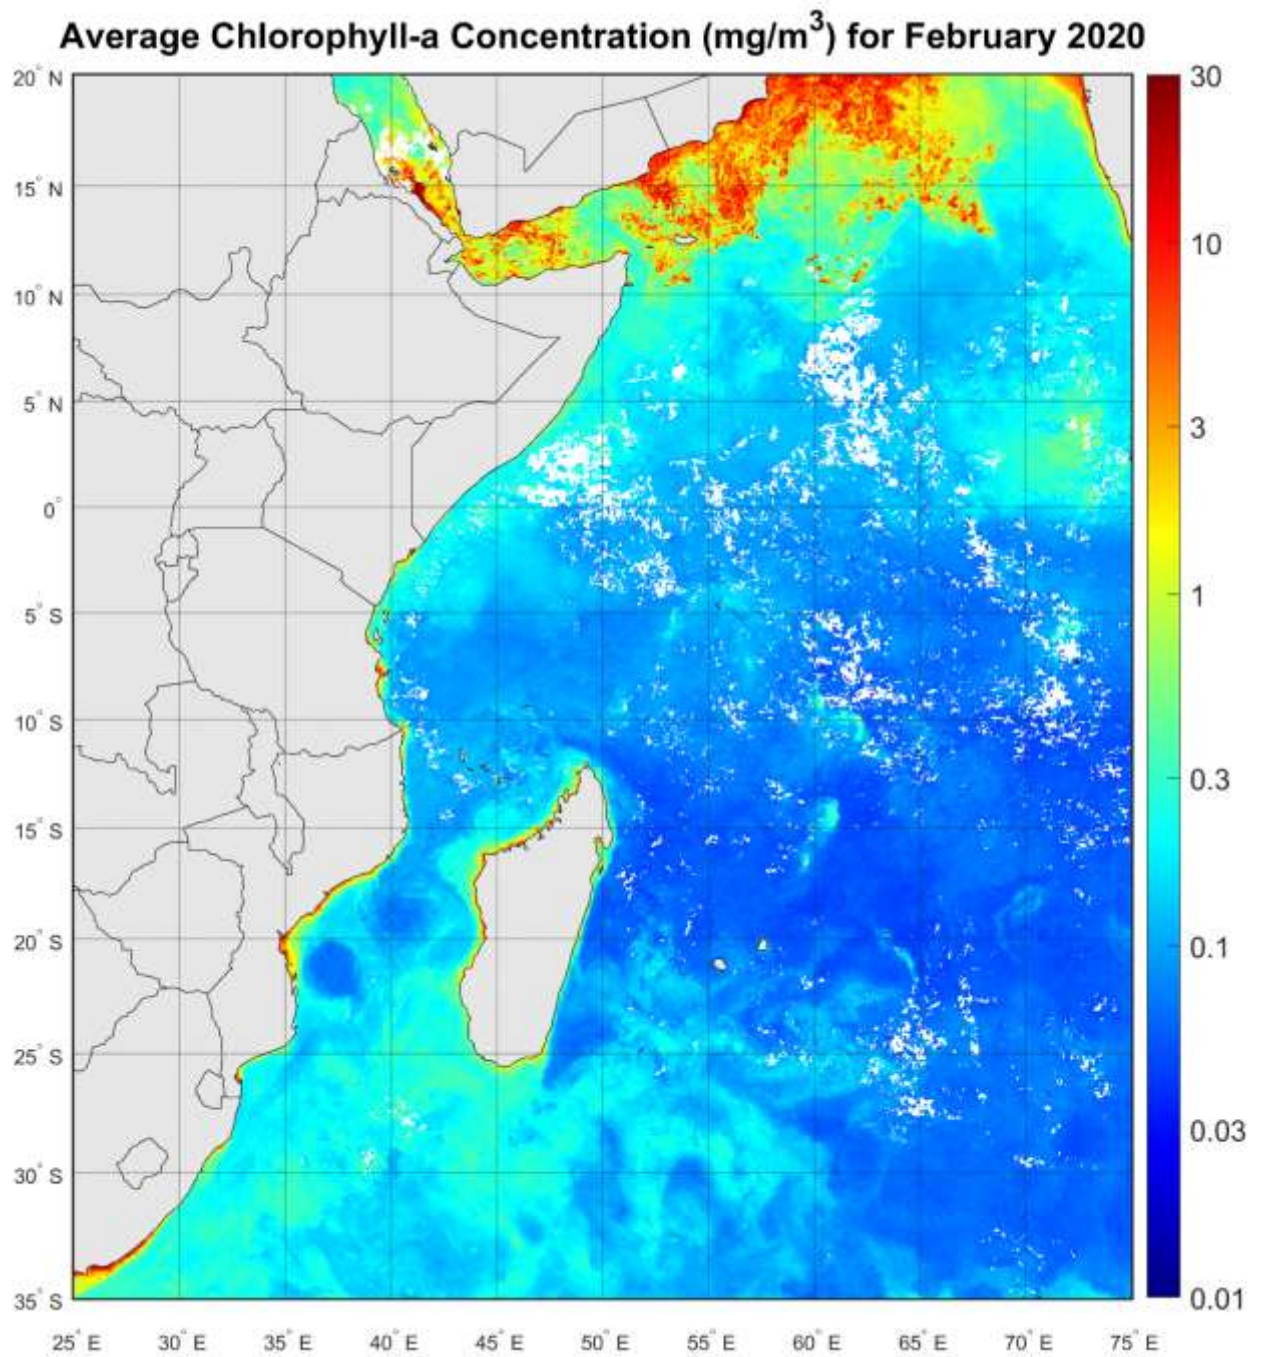 Average Chlorophyll-a Concentration (mg/m³) for February 2020
20° N
15° N
10° N
5° N
0°
5° S
10° S
15° S
20° S
25° S
30° S
35° S
25° E 30° E 35° E 40° E 45° E 50° E 55° E 60° E 65° E 70° E 75° E
30
10
3
1
0.3
0.1
0.03
0.01